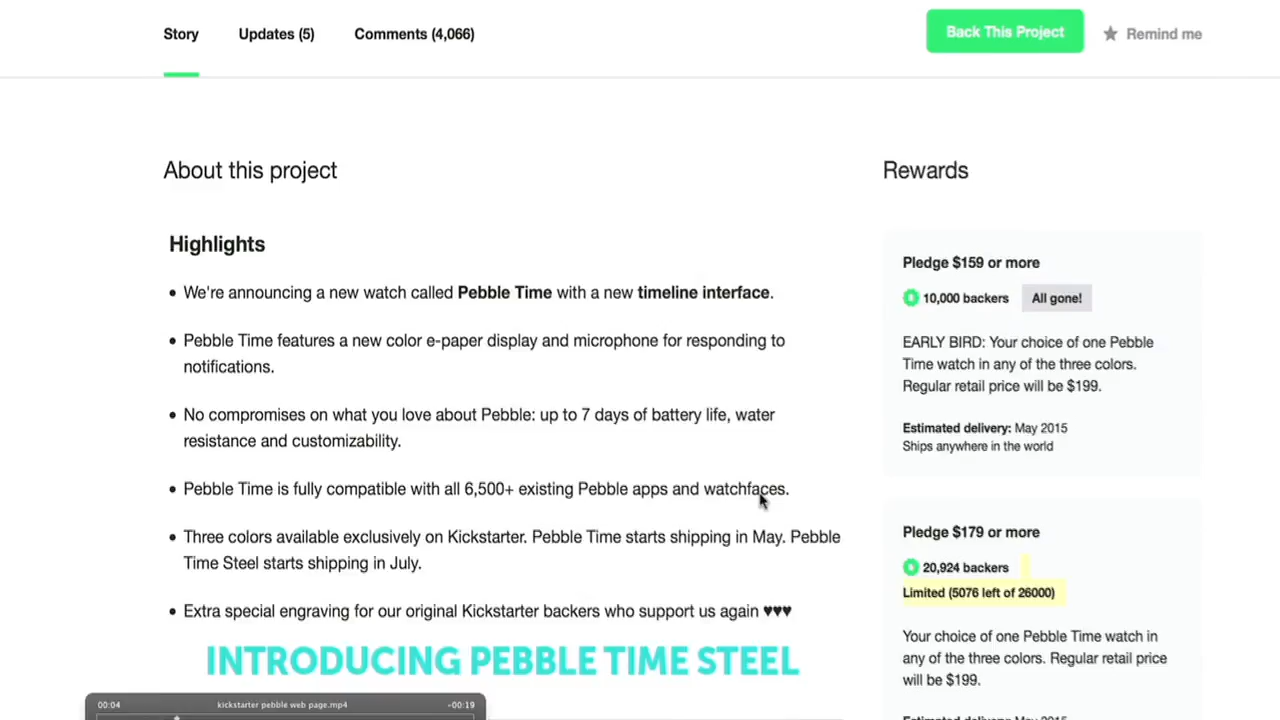 Story Updates (5) Comments (4,066) Back This Project Remind me
About this project
Highlights
We're announcing a new watch called Pebble Time with a new timeline interface.
Pebble Time features a new color e-paper display and microphone for responding to
notifications.
No compromises on what you love about Pebble: up to 7 days of battery life, water
resistance and customizability.
Pebble Time is fully compatible with all 6,500+ existing Pebble apps and watchfaces.
Three colors available exclusively on Kickstarter. Pebble Time starts shipping in May. Pebble
Time Steel starts shipping in July.
Extra special engraving for our original Kickstarter backers who support us again ♥♥♥
INTRODUCING PEBBLE TIME STEEL
Rewards
Pledge $159 or more
10,000 backers All gone!
EARLY BIRD: Your choice of one Pebble
Time watch in any of the three colors.
Regular retail price will be $199.
Estimated delivery: May 2015
Ships anywhere in the world
Pledge $179 or more
20,924 backers
Limited (5076 left of 26000)
Your choice of one Pebble Time watch in
any of the three colors. Regular retail price
will be $199.
00:04 kickstarter pebble web page.mp4 -00:19